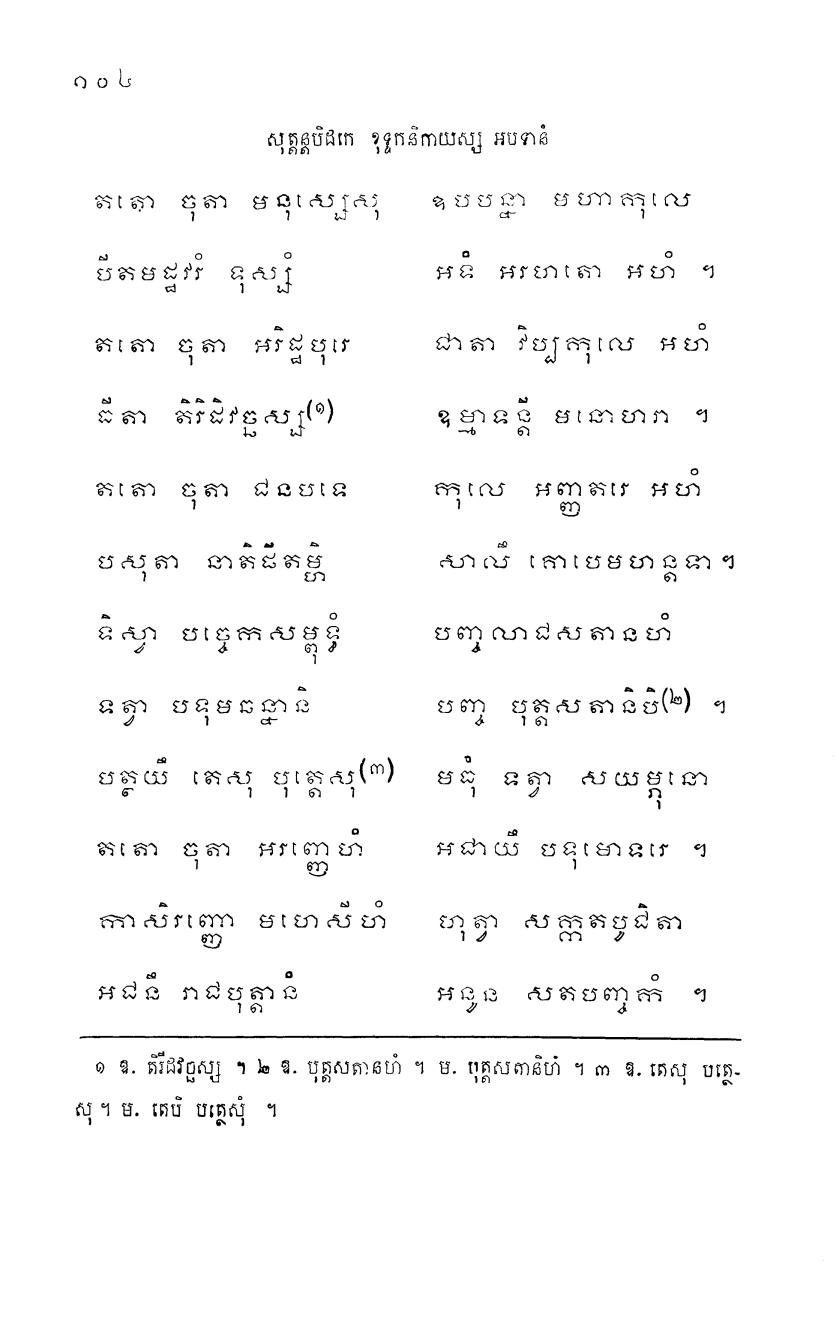 ១០៤
សុត្តន្តបិដកេ ខុទ្ទកនិកាយស្ស អបទានំ
តតោ ចុតា មនុស្សេសុ ឧបបន្នា មហាកុលេ
បីតមដ្ឋវរំ ទុស្សំ អទំ អរហតោ អហំ ។
តតោ ចុតា អរិដ្ឋបុរេ ជាតា វិប្បកុលេ អហំ
ធីតា តិរិដិវច្ឆស្ស(១) ឧម្មាទន្តី មនោហរា ។
តតោ ចុតា ជនបទេ កុលេ អញ្ញតរេ អហំ
បសុតា នាតិផីតម្ហិ សាលឹ គោបេមហន្តទា ។
ទិស្វា បច្ចេកសម្ពុទ្ធំ បញ្ចលាជសតានហំ
ទត្វា បទុមឆន្នានិ បញ្ច បុត្តសតានិបិ(២) ។
បត្ថយឹ តេសុ បុត្តេសុ(៣) មធុំ ទត្វា សយម្ភុនោ
តតោ ចុតា អរញ្ញេហំ អជាយឹ បទុមោទរេ ។
កាសិរញ្ញោ មហេសីហំ ហុត្វា សក្កតបូជិតា
អជនឹ រាជបុត្តានំ អនូន សតបញ្ចកំ ។
១ ឱ. តិរីដវច្ឆស្ស ។ ២ ឱ. បុត្តសតានហំ ។ ម. បុត្តសតានិហំ ។ ៣ ឱ. តេសុ បត្ថេ-
សុ ។ ម. តេបិ បត្ថេសុំ ។